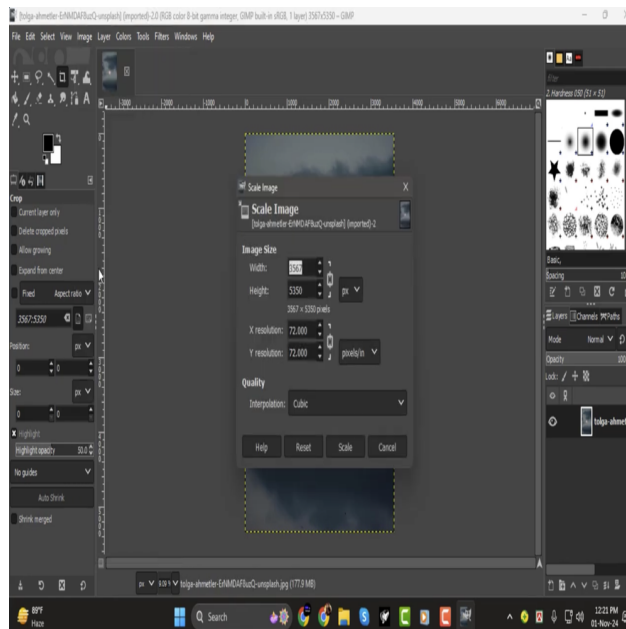 [tolga-ahmetler-ErNMDAF8uzQ-unsplash] (imported)-2.0 (RGB color 8-bit gamma integer, GIMP built-in sRGB, 1 layer) 3567x5350 – GIMP
File Edit Select View Image Layer Colors Tools Filters Windows Help
filter
2. Hardness 050 (51 × 51)
Crop
Current layer only
Delete cropped pixels
Allow growing
Expand from center
Fixed Aspect ratio
3567:5350
Position: px
0 0
Size: px
0 0
Highlight
Highlight opacity 50.0
No guides
Auto Shrink
Shrink merged
Scale Image X
Scale Image
[tolga-ahmetler-ErNMDAF8uzQ-unsplash] (imported)-2
Image Size
Width: 3567
Height: 5350 px
3567 × 5350 pixels
X resolution: 72.000
Y resolution: 72.000 pixels/in
Quality
Interpolation: Cubic
Help Reset Scale Cancel
Basic,
Spacing 10
Layers Channels Paths
Mode Normal
Opacity 100
Lock:
tolga-ahmet
px 9.09 % tolga-ahmetler-ErNMDAF8uzQ-unsplash.jpg (177.9 MB)
89°F
Haze
Search
12:21 PM
01-Nov-24